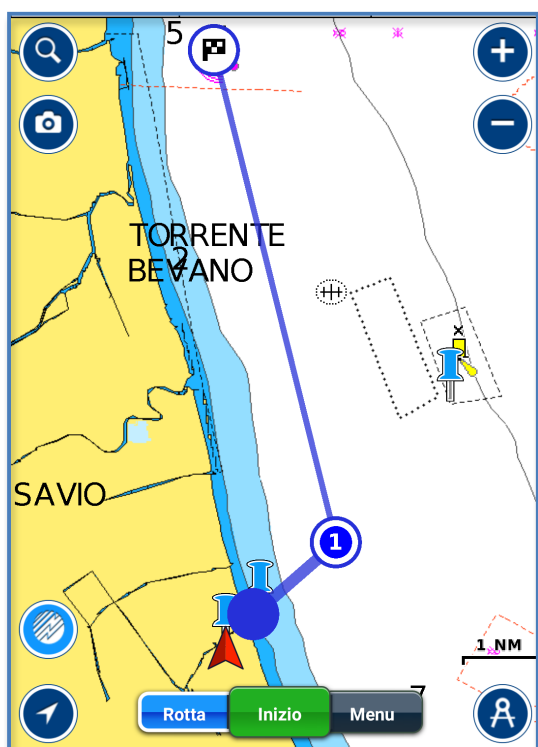 5
TORRENTE
2
BEVANO
SAVIO
1
1 NM
7
Rotta
Inizio
Menu